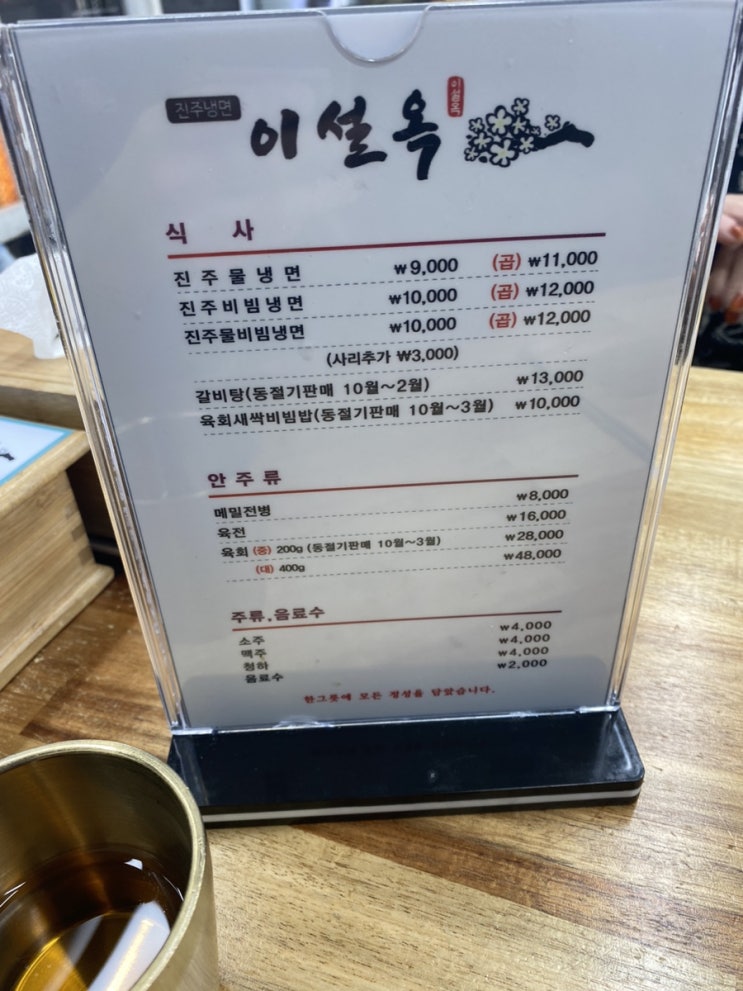 진주냉면 이설옥 이설옥
식 사
진주물냉면 ₩9,000 (곱) ₩11,000
진주비빔냉면 ₩10,000 (곱) ₩12,000
진주물비빔냉면 ₩10,000 (곱) ₩12,000
(사리추가 ₩3,000)
갈비탕(동절기판매 10월~2월) ₩13,000
육회새싹비빔밥(동절기판매 10월~3월) ₩10,000
안 주 류
메밀전병 ₩8,000
육전 ₩16,000
육회 (중) 200g (동절기판매 10월~3월) ₩28,000
(대) 400g ₩48,000
주류,음료수
소주 ₩4,000
맥주 ₩4,000
청하 ₩4,000
음료수 ₩2,000
한그릇에 모든 정성을 담았습니다.